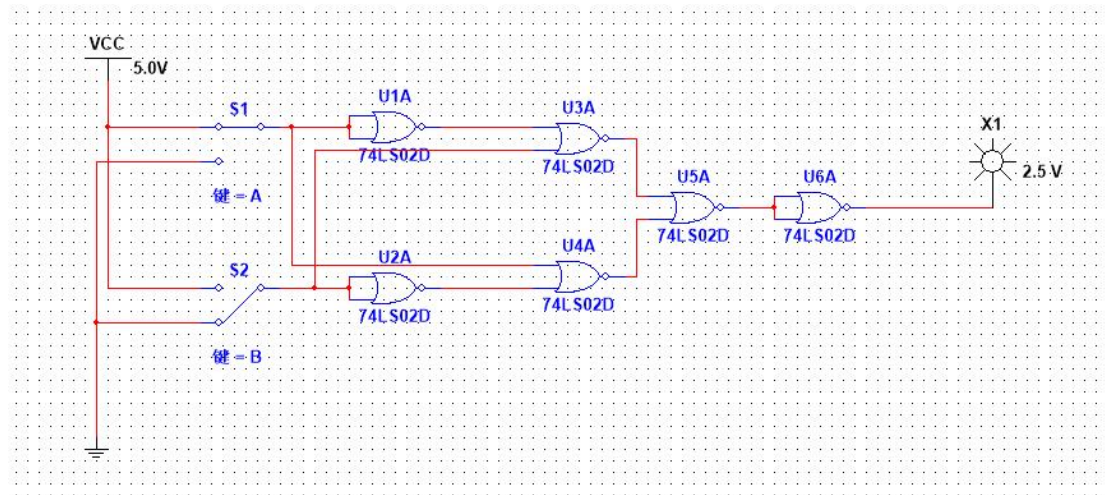 VCC
5.0V
S1
键 = A
U1A
74LS02D
U3A
74LS02D
X1
2.5 V
U5A
74LS02D
U6A
74LS02D
S2
键 = B
U2A
74LS02D
U4A
74LS02D